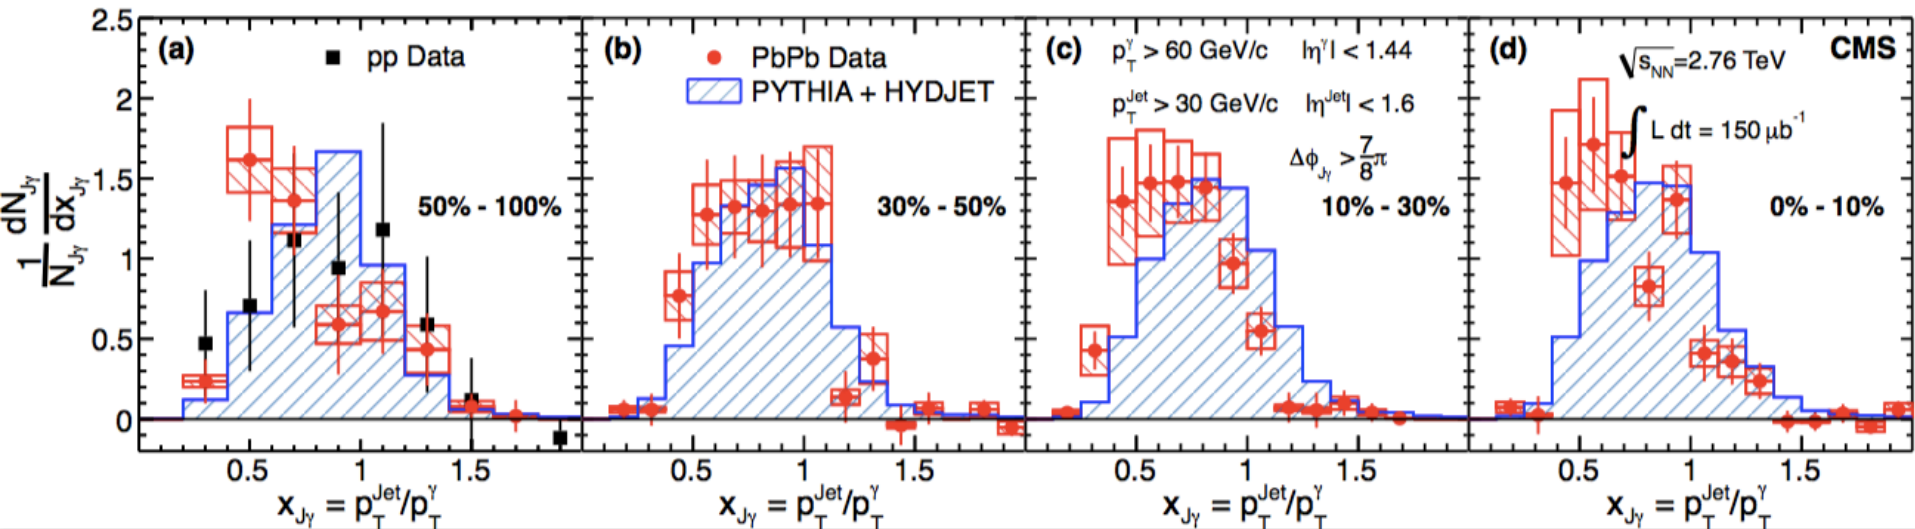 1/N_Jγ dN_Jγ/dx_Jγ
2.5
2
1.5
1
0.5
0
(a)
pp Data
50% - 100%
0.5 1 1.5
x_Jγ = p_T^Jet/p_T^γ
(b)
PbPb Data
PYTHIA + HYDJET
30% - 50%
0.5 1 1.5
x_Jγ = p_T^Jet/p_T^γ
(c)
p_T^γ > 60 GeV/c |η^γ| < 1.44
p_T^Jet > 30 GeV/c |η^Jet| < 1.6
Δϕ_Jγ > 7/8 π
10% - 30%
0.5 1 1.5
x_Jγ = p_T^Jet/p_T^γ
(d) CMS
√s_NN=2.76 TeV
∫ L dt = 150 μb^-1
0% - 10%
0.5 1 1.5
x_Jγ = p_T^Jet/p_T^γ